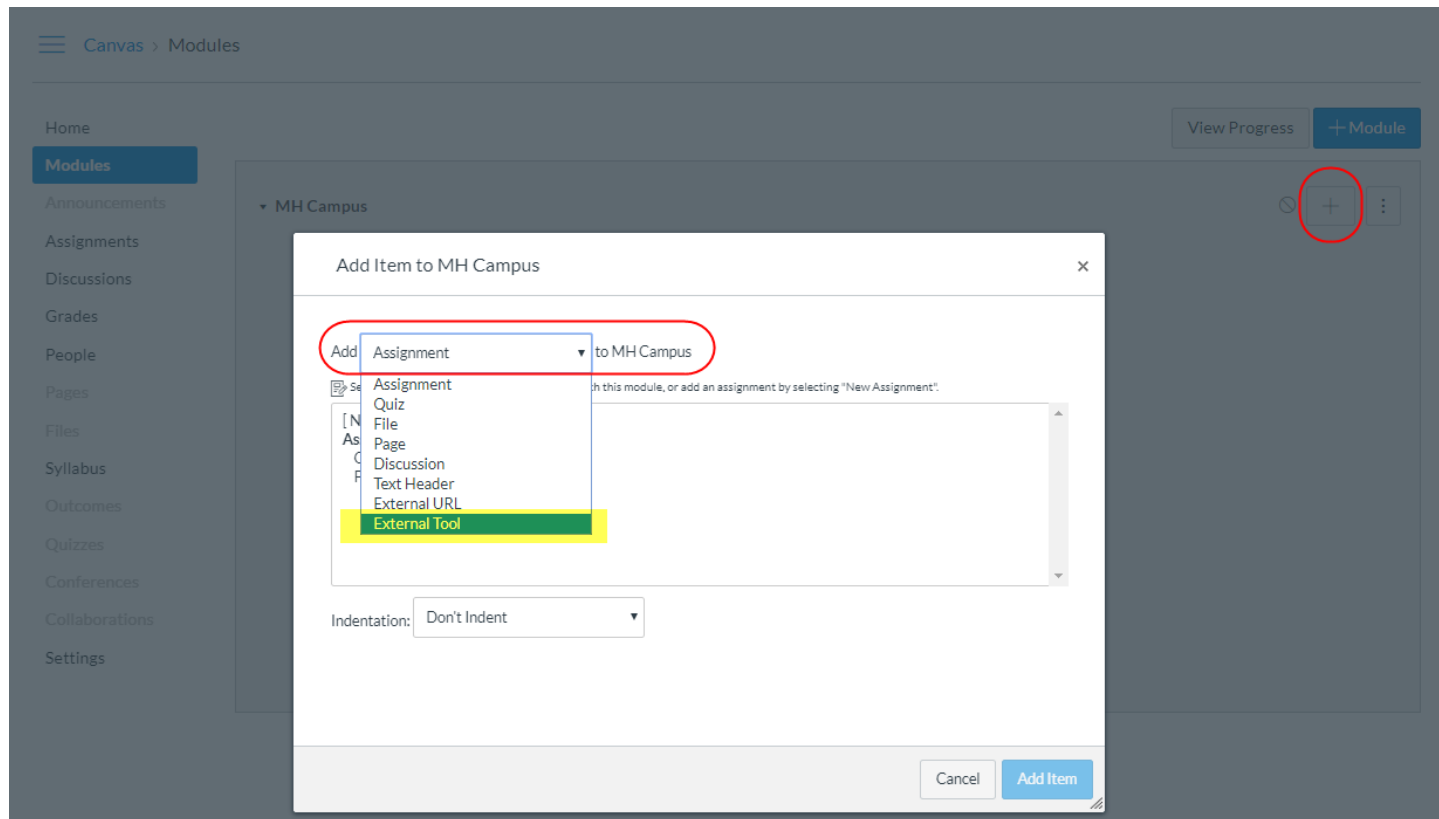 Canvas › Modules
View Progress
+ Module
Home
Modules
Announcements
Assignments
Discussions
Grades
People
Pages
Files
Syllabus
Outcomes
Quizzes
Conferences
Collaborations
Settings
MH Campus
Add Item to MH Campus
Add Assignment to MH Campus
this module, or add an assignment by selecting "New Assignment".
Assignment
Quiz
File
Page
Discussion
Text Header
External URL
External Tool
Indentation: Don't Indent
Cancel
Add Item